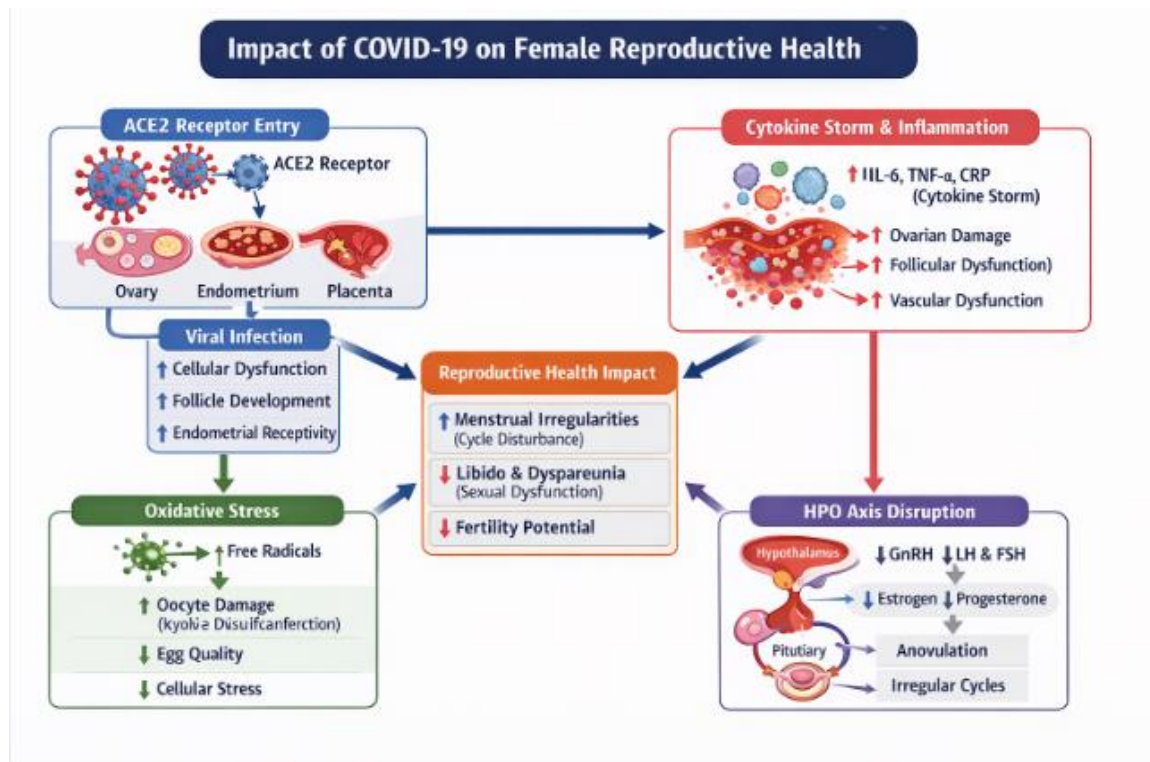 Impact of COVID-19 on Female Reproductive Health
ACE2 Receptor Entry
ACE2 Receptor
Ovary
Endometrium
Placenta
Viral Infection
↑ Cellular Dysfunction
↑ Follicle Development
↑ Endometrial Receptivity
Oxidative Stress
↑ Free Radicals
↑ Oocyte Damage
↓ Egg Quality
↓ Cellular Stress
Reproductive Health Impact
↑ Menstrual Irregularities
(Cycle Disturbance)
↓ Libido & Dyspareunia
(Sexual Dysfunction)
↓ Fertility Potential
Cytokine Storm & Inflammation
↑ IIL-6, TNF-α, CRP
(Cytokine Storm)
↑ Ovarian Damage
↑ Follicular Dysfunction)
↑ Vascular Dysfunction
HPO Axis Disruption
Hypothalamus
↓ GnRH ↓ LH & FSH
↓ Estrogen ↓ Progesterone
Pitutiary
Anovulation
Irregular Cycles